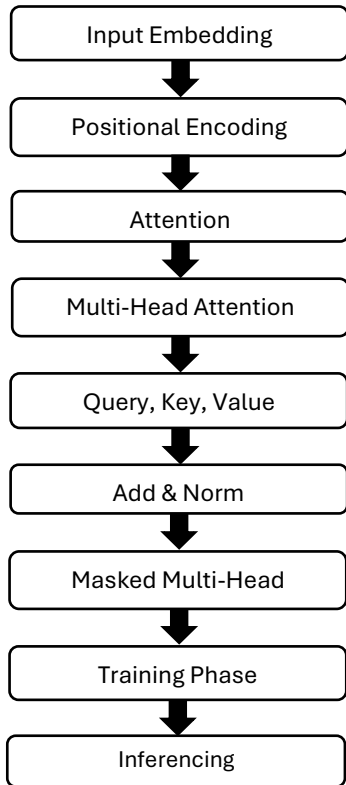 Input Embedding
Positional Encoding
Attention
Multi-Head Attention
Query, Key, Value
Add & Norm
Masked Multi-Head
Training Phase
Inferencing